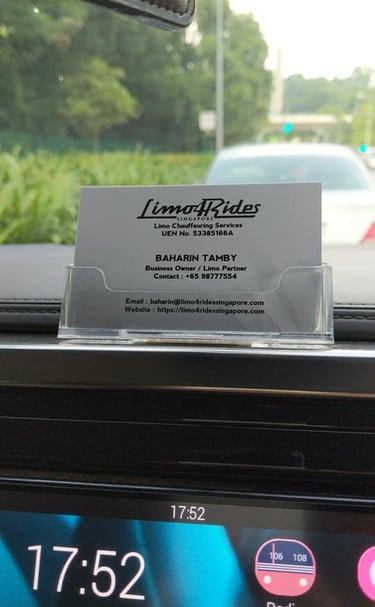 Limo4Rides
SINGAPORE
Limo Chauffeuring Services
UEN No. 53385166A
BAHARIN TAMBY
Business Owner / Limo Partner
Contact : +65 98777554
Email : baharin@limo4ridessingapore.com
Website : https://limo4ridessingapore.com
17:52
17:52
106 108